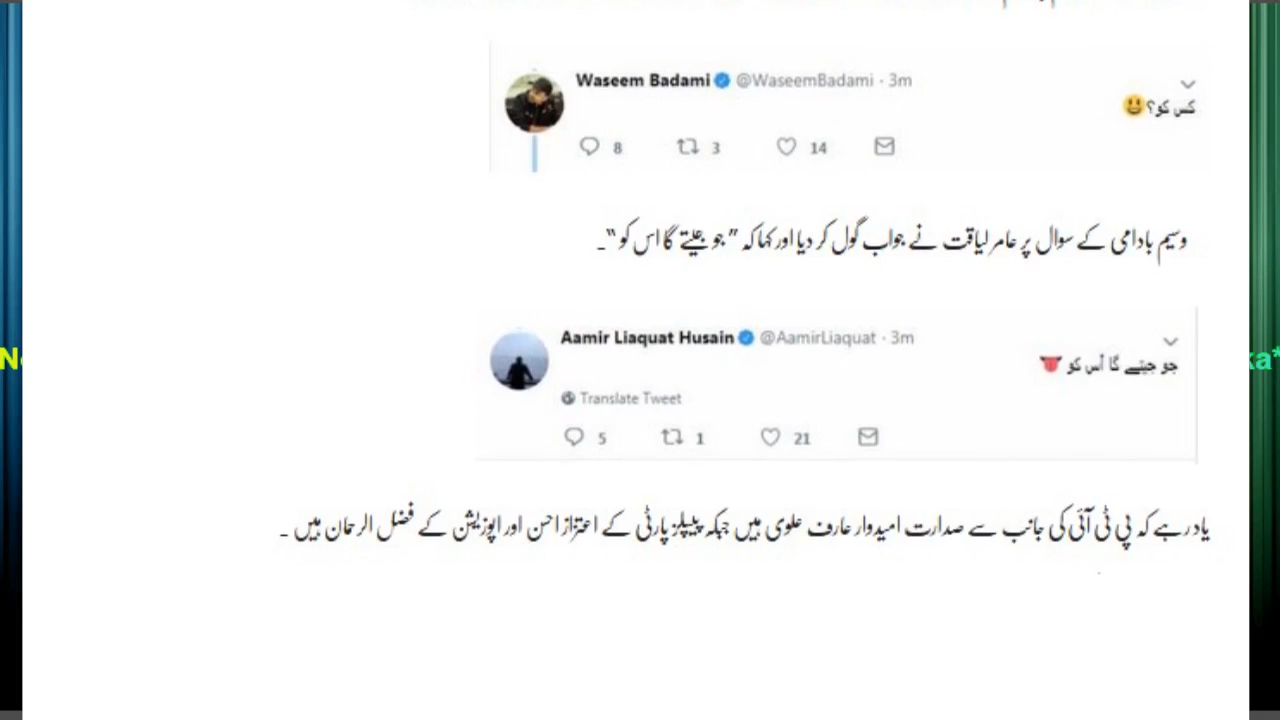 Waseem Badami @WaseemBadami · 3m
کس کو؟😃
8 3 14
وسیم بادامی کے سوال پر عامر لیاقت نے جواب گول کر دیا اور کہا کہ ” جو جیتے گا اس کو “۔
Aamir Liaquat Husain @AamirLiaquat · 3m
جو جیتے گا اُس کو
Translate Tweet
5 1 21
یاد رہے کہ پی ٹی آئی کی جانب سے صدارت امیدوار عارف علوی ہیں جبکہ پیپلز پارٹی کے اعتزاز احسن اور اپوزیشن کے فضل الرحمان ہیں ۔